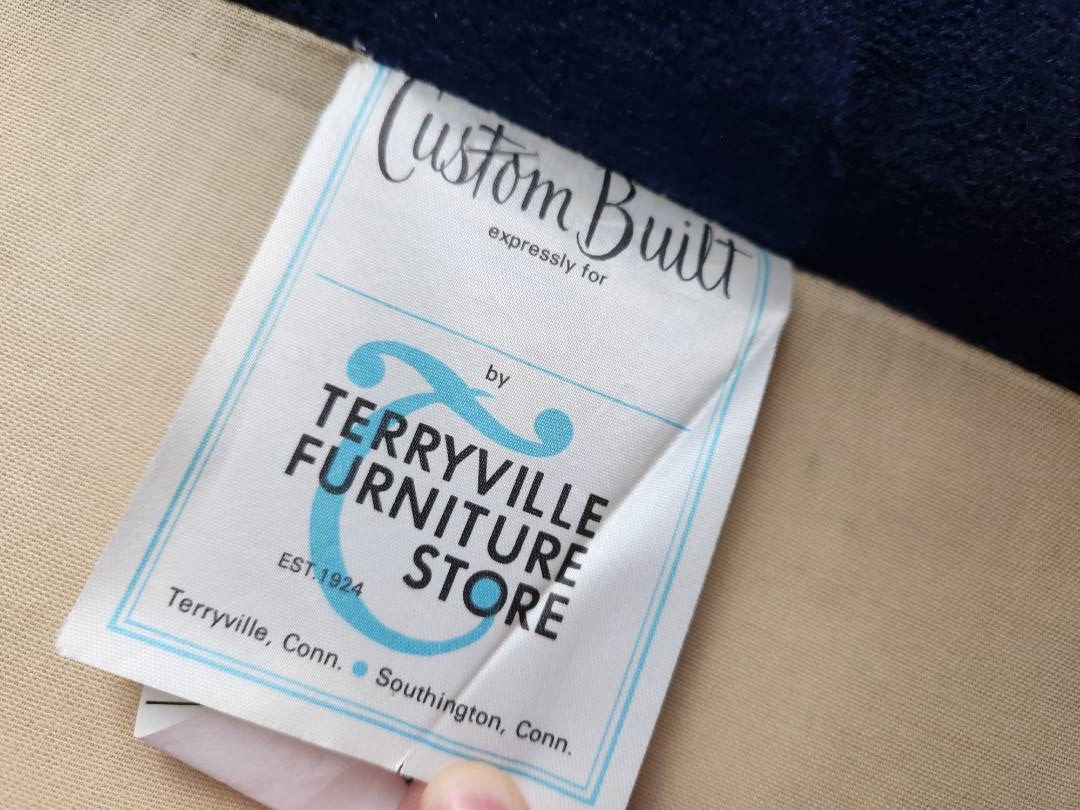 Custom Built
expressly for
by
TERRYVILLE
FURNITURE
STORE
EST. 1924
Terryville, Conn. • Southington, Conn.